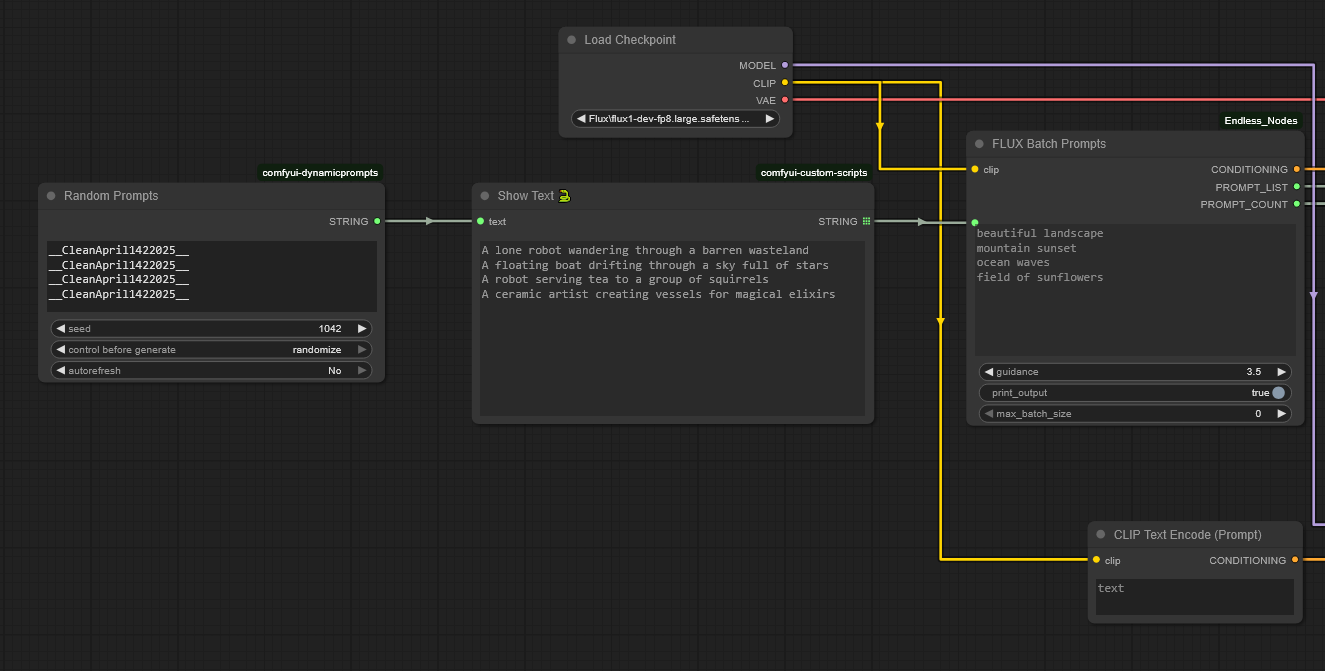 Load Checkpoint
MODEL
CLIP
VAE
Flux\flux1-dev-fp8.large.safetens ...
comfyui-dynamicprompts
Random Prompts
STRING
__CleanApril1422025__
__CleanApril1422025__
__CleanApril1422025__
__CleanApril1422025__
seed 1042
control before generate randomize
autorefresh No
comfyui-custom-scripts
Show Text
text STRING
A lone robot wandering through a barren wasteland
A floating boat drifting through a sky full of stars
A robot serving tea to a group of squirrels
A ceramic artist creating vessels for magical elixirs
Endless_Nodes
FLUX Batch Prompts
clip CONDITIONING
PROMPT_LIST
PROMPT_COUNT
beautiful landscape
mountain sunset
ocean waves
field of sunflowers
guidance 3.5
print_output true
max_batch_size 0
CLIP Text Encode (Prompt)
clip CONDITIONING
text